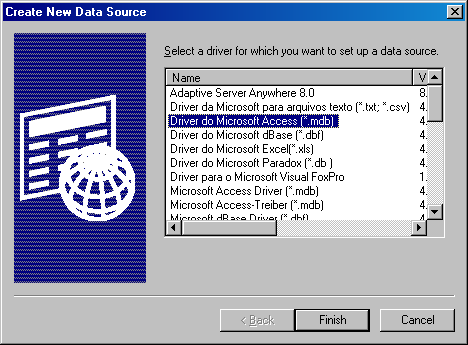 Create New Data Source
Select a driver for which you want to set up a data source.
Name V
Adaptive Server Anywhere 8.0 8.
Driver da Microsoft para arquivos texto (*.txt; *.csv) 4.
Driver do Microsoft Access (*.mdb) 4.
Driver do Microsoft dBase (*.dbf) 4.
Driver do Microsoft Excel(*.xls) 4.
Driver do Microsoft Paradox (*.db ) 4.
Driver para o Microsoft Visual FoxPro 1.
Microsoft Access Driver (*.mdb) 4.
Microsoft Access-Treiber (*.mdb) 4.
Microsoft dBase Driver (*.dbf) 4.
< Back Finish Cancel